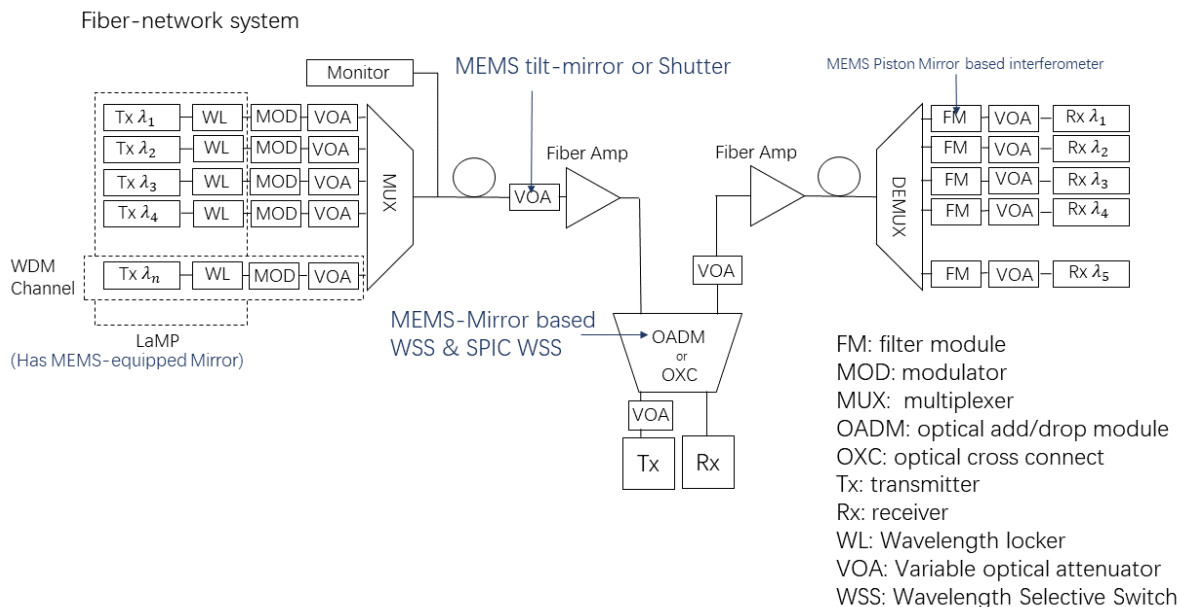 Fiber-network system
Monitor
MEMS tilt-mirror or Shutter
MEMS Piston Mirror based interferometer
Tx λ₁ WL MOD VOA
Tx λ₂ WL MOD VOA
Tx λ₃ WL MOD VOA
Tx λ₄ WL MOD VOA
Tx λₙ WL MOD VOA
WDM
Channel
LaMP
(Has MEMS-equipped Mirror)
MUX
VOA
Fiber Amp
Fiber Amp
VOA
MEMS-Mirror based
WSS & SPIC WSS
OADM
or
OXC
VOA
Tx
Rx
DEMUX
FM VOA Rx λ₁
FM VOA Rx λ₂
FM VOA Rx λ₃
FM VOA Rx λ₄
FM VOA Rx λ₅
FM: filter module
MOD: modulator
MUX: multiplexer
OADM: optical add/drop module
OXC: optical cross connect
Tx: transmitter
Rx: receiver
WL: Wavelength locker
VOA: Variable optical attenuator
WSS: Wavelength Selective Switch